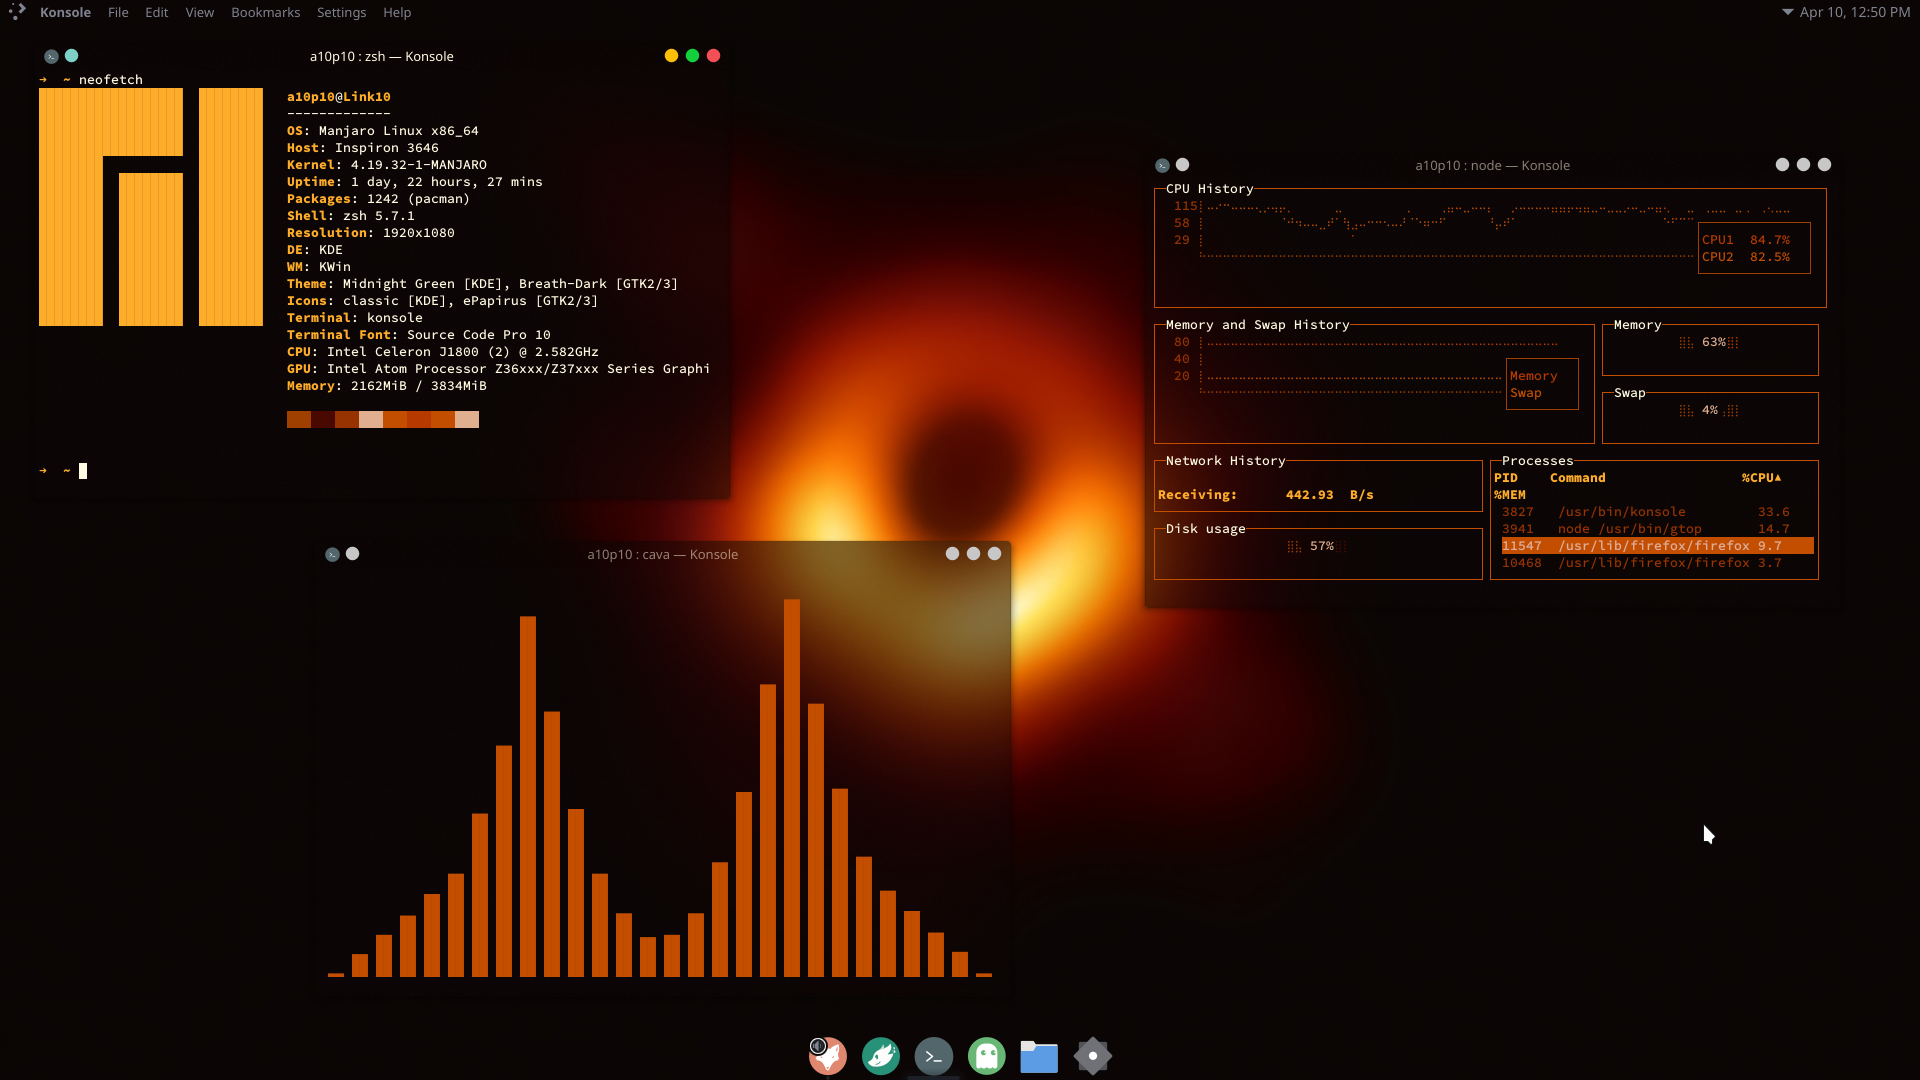 Konsole File Edit View Bookmarks Settings Help
Apr 10, 12:50 PM
a10p10 : zsh — Konsole
➜ ~ neofetch
a10p10@Link10
-------------
OS: Manjaro Linux x86_64
Host: Inspiron 3646
Kernel: 4.19.32-1-MANJARO
Uptime: 1 day, 22 hours, 27 mins
Packages: 1242 (pacman)
Shell: zsh 5.7.1
Resolution: 1920x1080
DE: KDE
WM: KWin
Theme: Midnight Green [KDE], Breath-Dark [GTK2/3]
Icons: classic [KDE], ePapirus [GTK2/3]
Terminal: konsole
Terminal Font: Source Code Pro 10
CPU: Intel Celeron J1800 (2) @ 2.582GHz
GPU: Intel Atom Processor Z36xxx/Z37xxx Series Graphi
Memory: 2162MiB / 3834MiB
➜ ~
a10p10 : node — Konsole
CPU History
115
58
29
CPU1 84.7%
CPU2 82.5%
Memory and Swap History
80
40
20
Memory
Swap
Memory
63%
Swap
4%
Network History
Receiving: 442.93 B/s
Disk usage
57%
Processes
PID Command %CPU▲
%MEM
3827 /usr/bin/konsole 33.6
3941 node /usr/bin/gtop 14.7
11547 /usr/lib/firefox/firefox 9.7
10468 /usr/lib/firefox/firefox 3.7
a10p10 : cava — Konsole